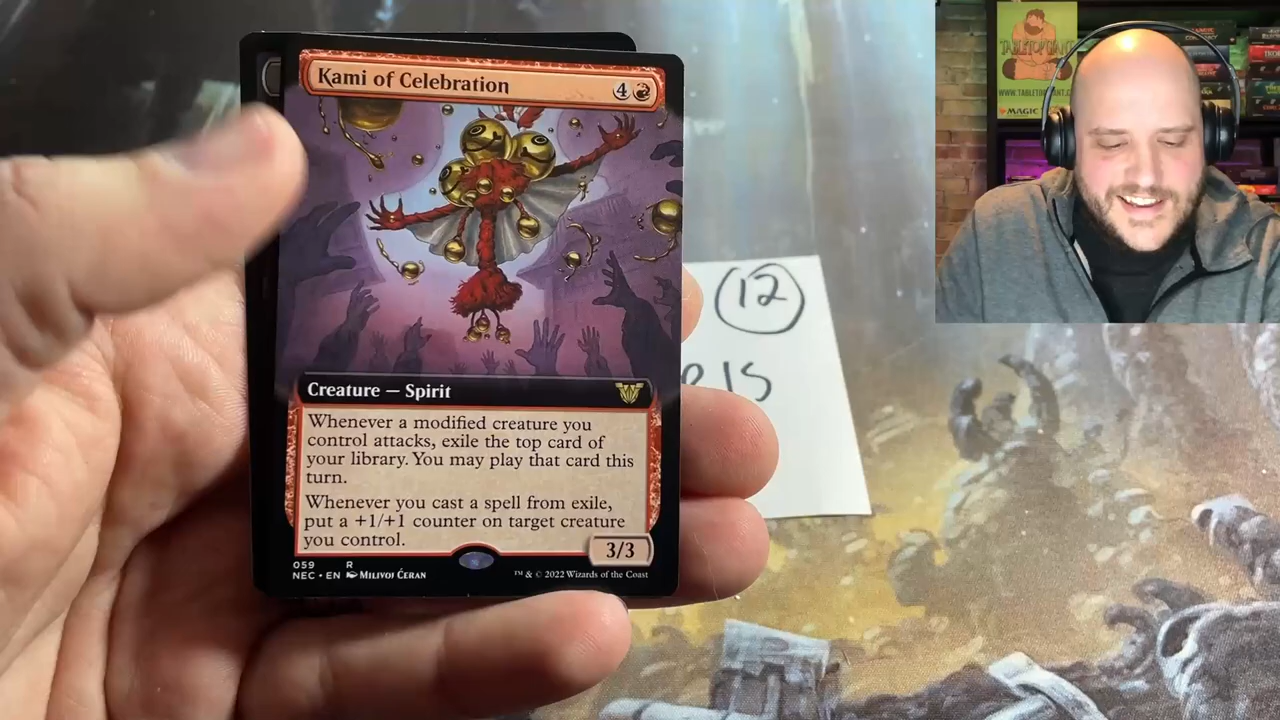 Kami of Celebration 4
Creature — Spirit
Whenever a modified creature you
control attacks, exile the top card of
your library. You may play that card this
turn.
Whenever you cast a spell from exile,
put a +1/+1 counter on target creature
you control.
3/3
059 R
NEC • EN MILIVOJ ĆERAN
™ & © 2022 Wizards of the Coast
12
TABLETOPTANT
MAGIC